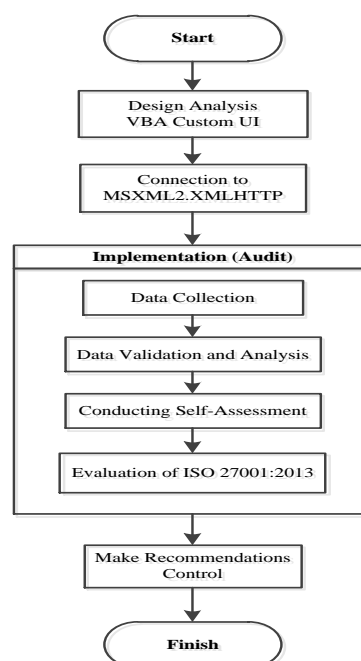 Start
Design Analysis
VBA Custom UI
Connection to
MSXML2.XMLHTTP
Implementation (Audit)
Data Collection
Data Validation and Analysis
Conducting Self-Assessment
Evaluation of ISO 27001:2013
Make Recommendations
Control
Finish